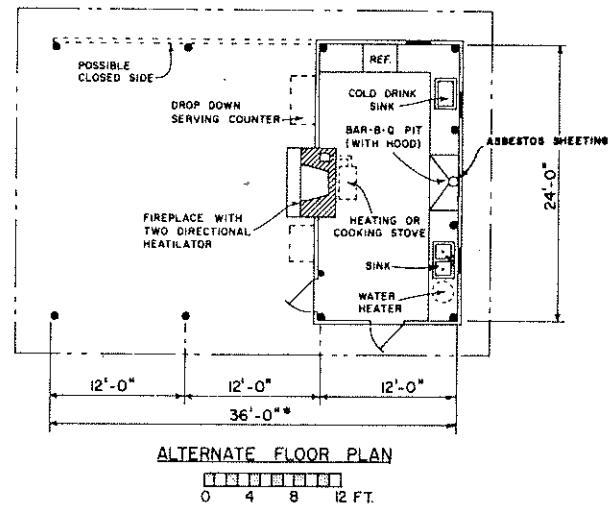 POSSIBLE
CLOSED SIDE
REF.
DROP DOWN
SERVING COUNTER
COLD DRINK
SINK
BAR-B-Q PIT
(WITH HOOD)
ASBESTOS SHEETING
24'-0"
FIREPLACE WITH
TWO DIRECTIONAL
HEATILATOR
HEATING OR
COOKING STOVE
SINK
WATER
HEATER
12'-0" 12'-0" 12'-0"
36'-0"*
ALTERNATE FLOOR PLAN
0 4 8 12 FT.